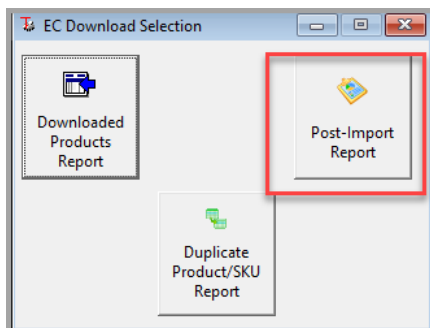 EC Download Selection
Downloaded
Products
Report
Post-Import
Report
Duplicate
Product/SKU
Report